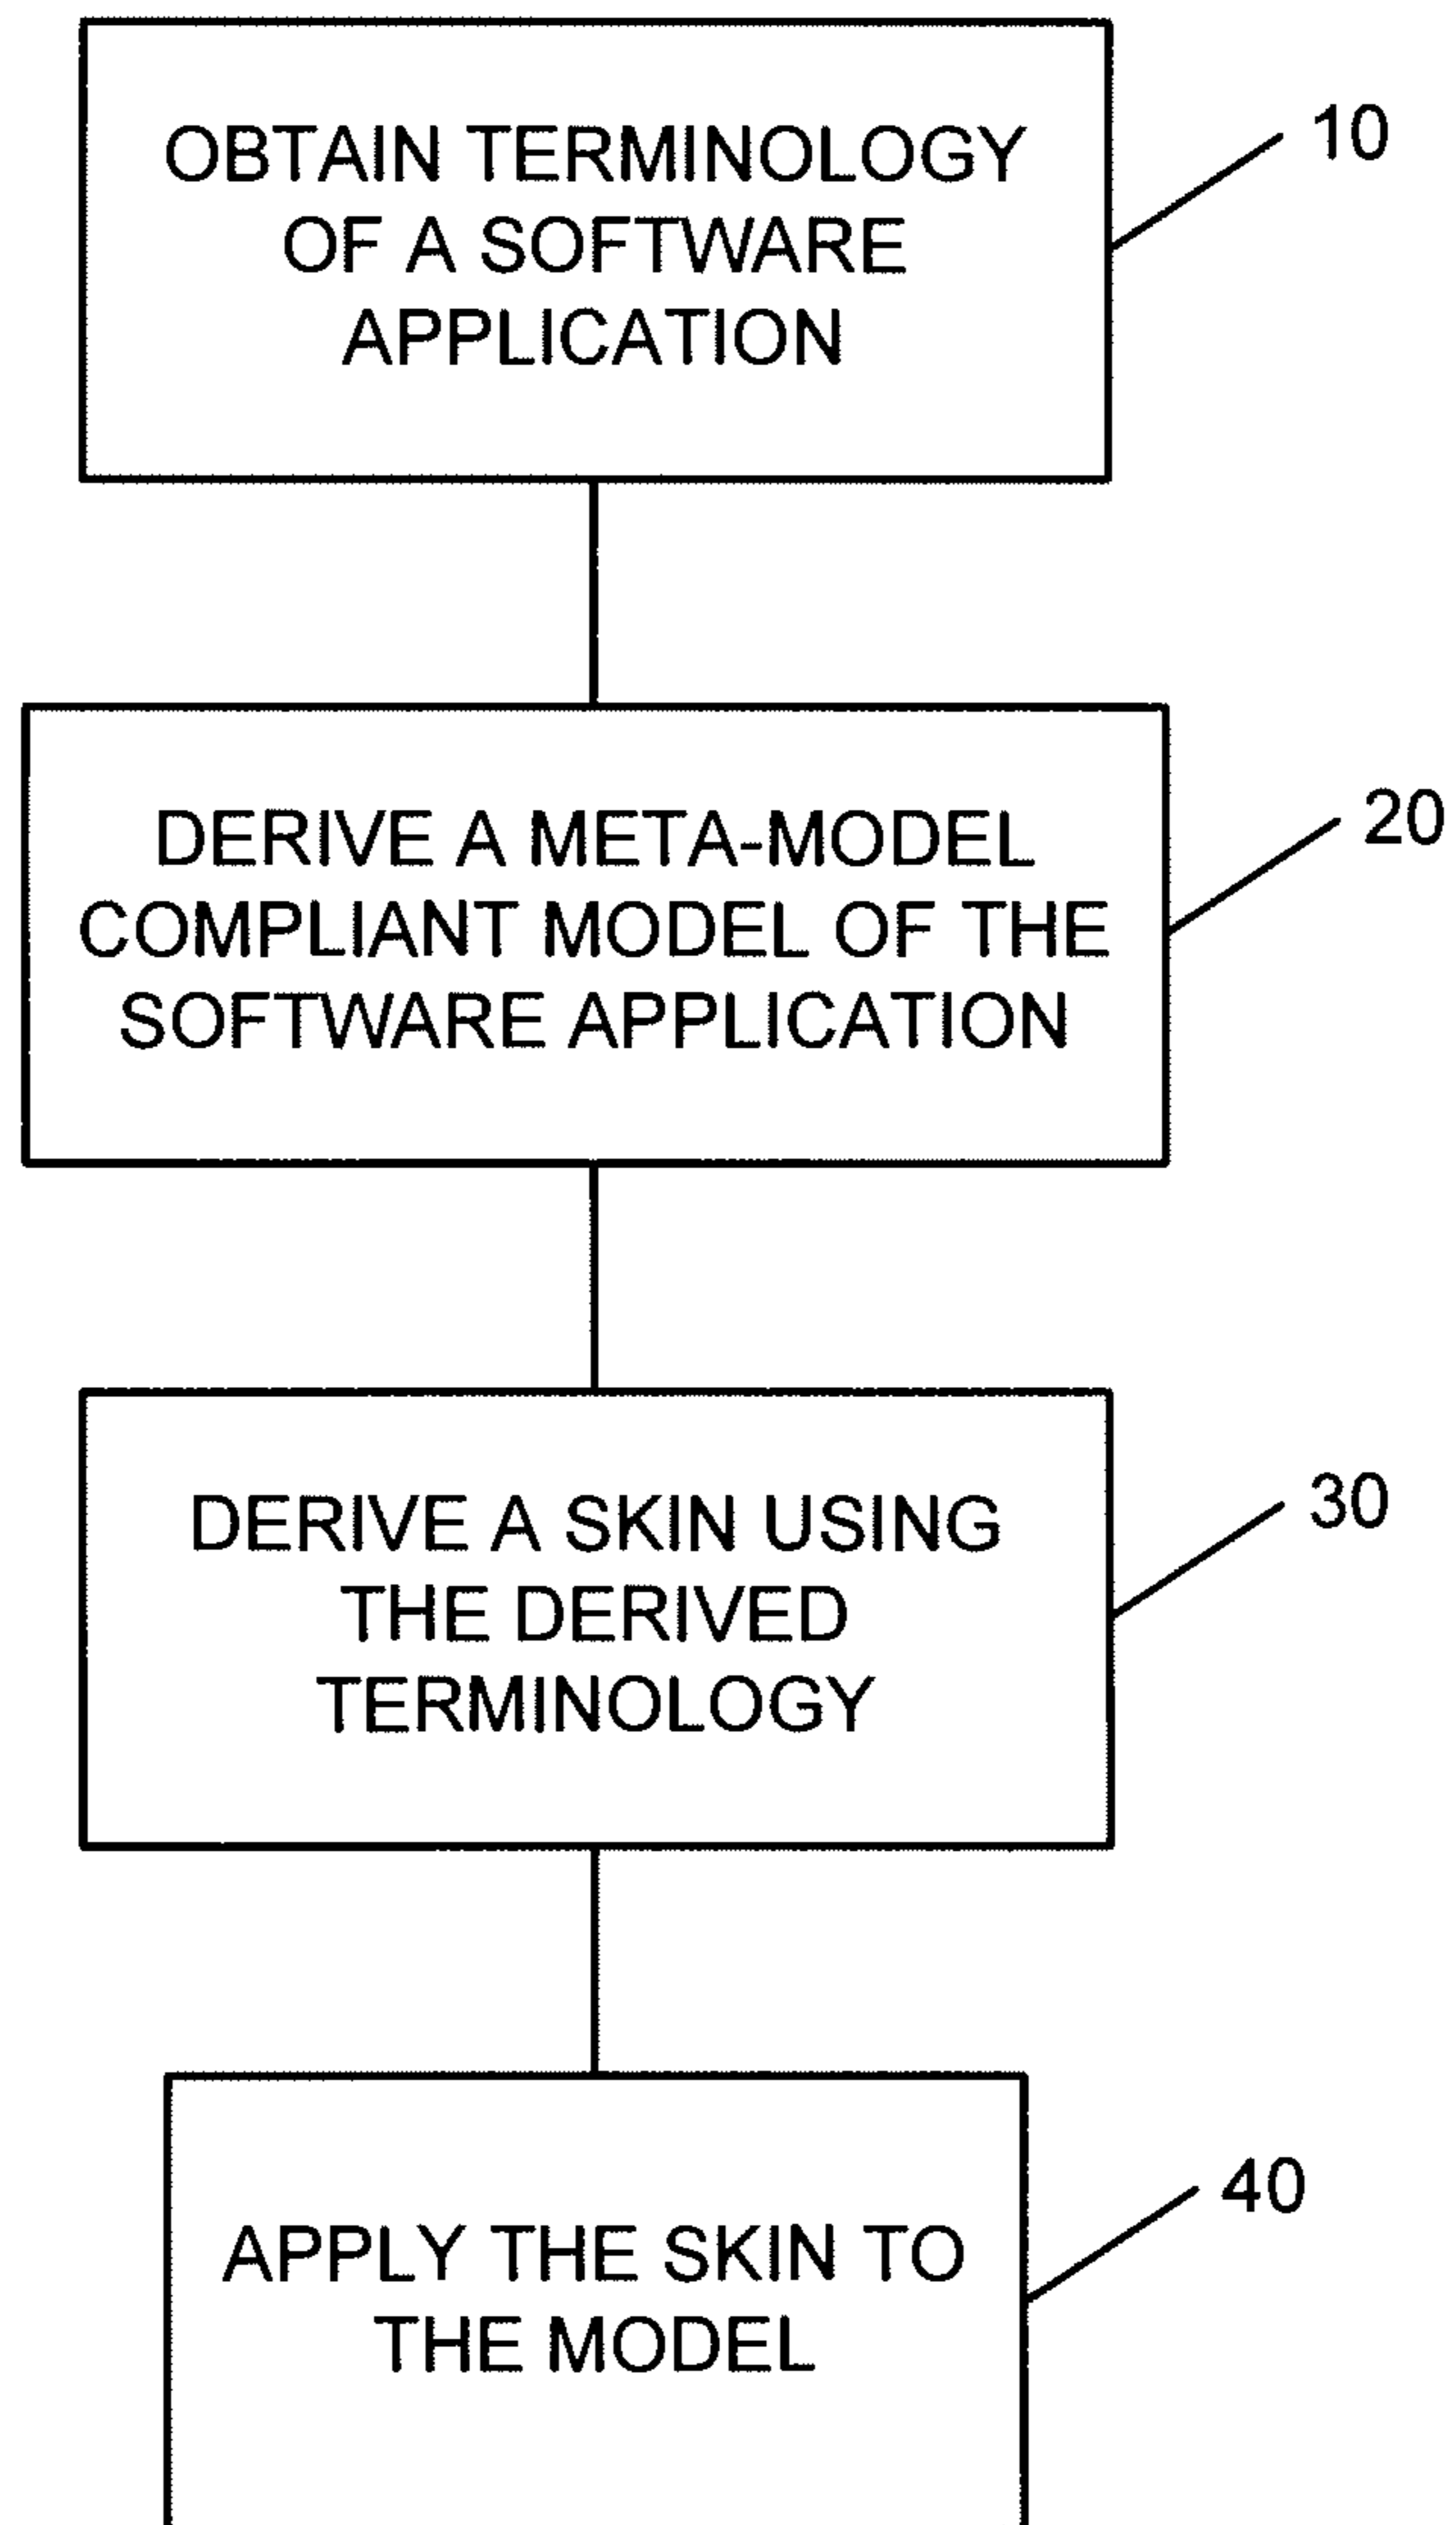 OBTAIN TERMINOLOGY
OF A SOFTWARE
APPLICATION
10
DERIVE A META-MODEL
COMPLIANT MODEL OF THE
SOFTWARE APPLICATION
20
DERIVE A SKIN USING
THE DERIVED
TERMINOLOGY
30
APPLY THE SKIN TO
THE MODEL
40